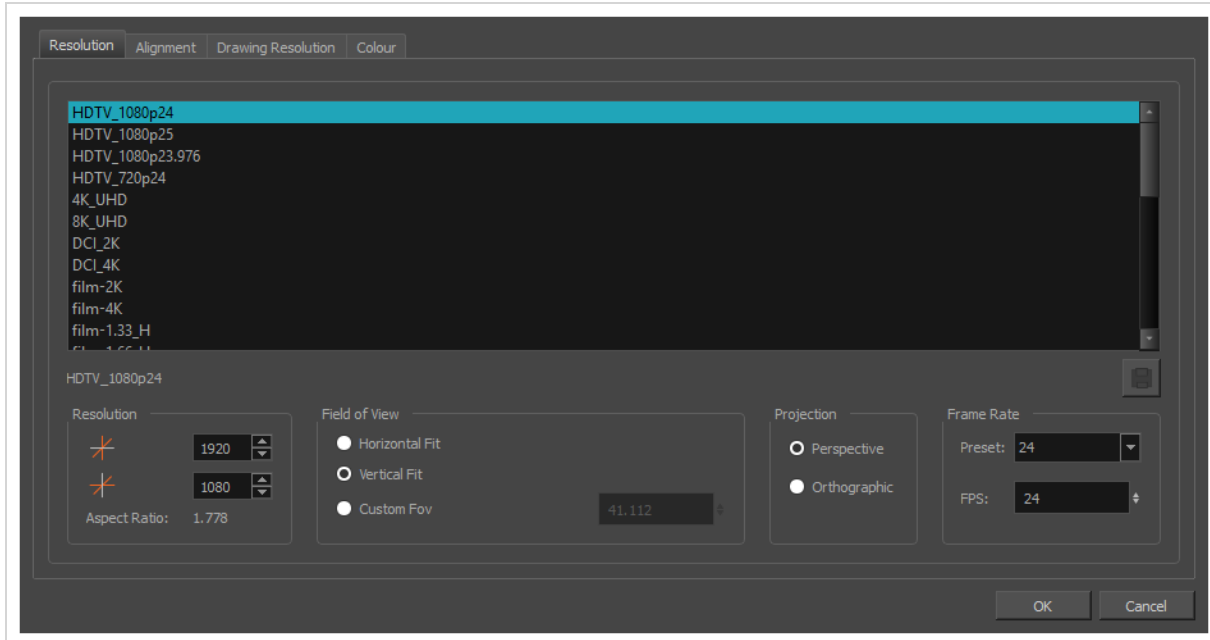 Resolution Alignment Drawing Resolution Colour
HDTV_1080p24
HDTV_1080p25
HDTV_1080p23.976
HDTV_720p24
4K_UHD
8K_UHD
DCI_2K
DCI_4K
film-2K
film-4K
film-1.33_H
HDTV_1080p24
Resolution Field of View Projection Frame Rate
1920 Horizontal Fit Perspective Preset: 24
1080 Vertical Fit Orthographic FPS: 24
Aspect Ratio: 1.778 Custom Fov 41.112
OK Cancel